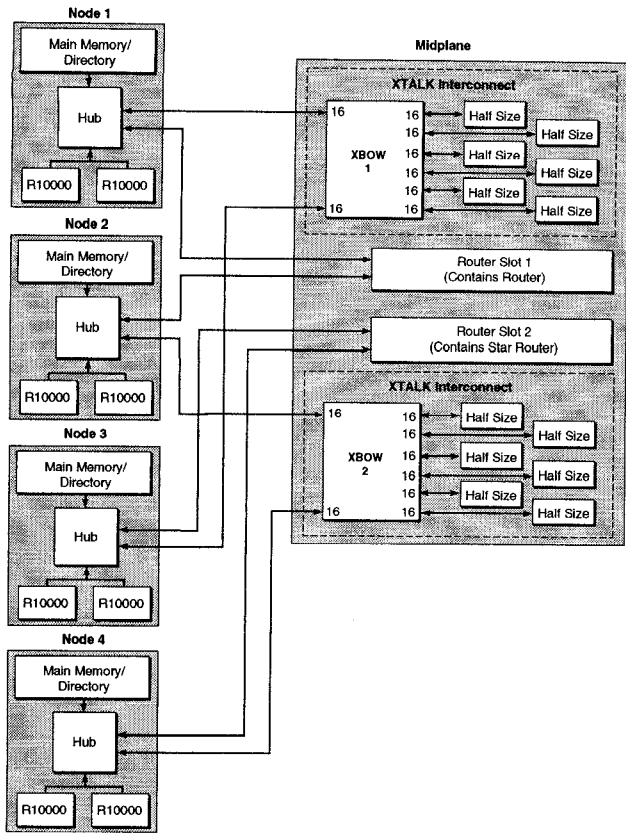 Node 1
Main Memory/
Directory
Hub
R10000
R10000
Node 2
Main Memory/
Directory
Hub
R10000
R10000
Node 3
Main Memory/
Directory
Hub
R10000
R10000
Node 4
Main Memory/
Directory
Hub
R10000
R10000
Midplane
XTALK Interconnect
16
XBOW
1
16
16
16
16
16
16
16
Half Size
Half Size
Half Size
Half Size
Half Size
Half Size
Router Slot 1
(Contains Router)
Router Slot 2
(Contains Star Router)
XTALK Interconnect
16
XBOW
2
16
16
16
16
16
16
16
Half Size
Half Size
Half Size
Half Size
Half Size
Half Size